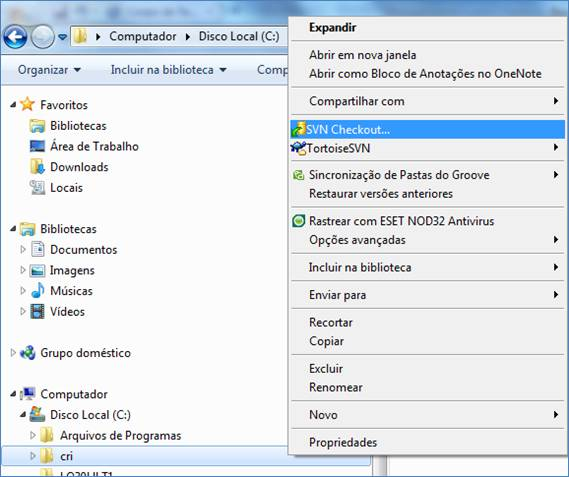 Computador ▸ Disco Local (C:) ▸
Organizar Incluir na biblioteca Comp
Favoritos
Bibliotecas
Área de Trabalho
Downloads
Locais
Bibliotecas
Documentos
Imagens
Músicas
Vídeos
Grupo doméstico
Computador
Disco Local (C:)
Arquivos de Programas
cri
Expandir
Abrir em nova janela
Abrir como Bloco de Anotações no OneNote
Compartilhar com
SVN Checkout...
TortoiseSVN
Sincronização de Pastas do Groove
Restaurar versões anteriores
Rastrear com ESET NOD32 Antivirus
Opções avançadas
Incluir na biblioteca
Enviar para
Recortar
Copiar
Excluir
Renomear
Novo
Propriedades